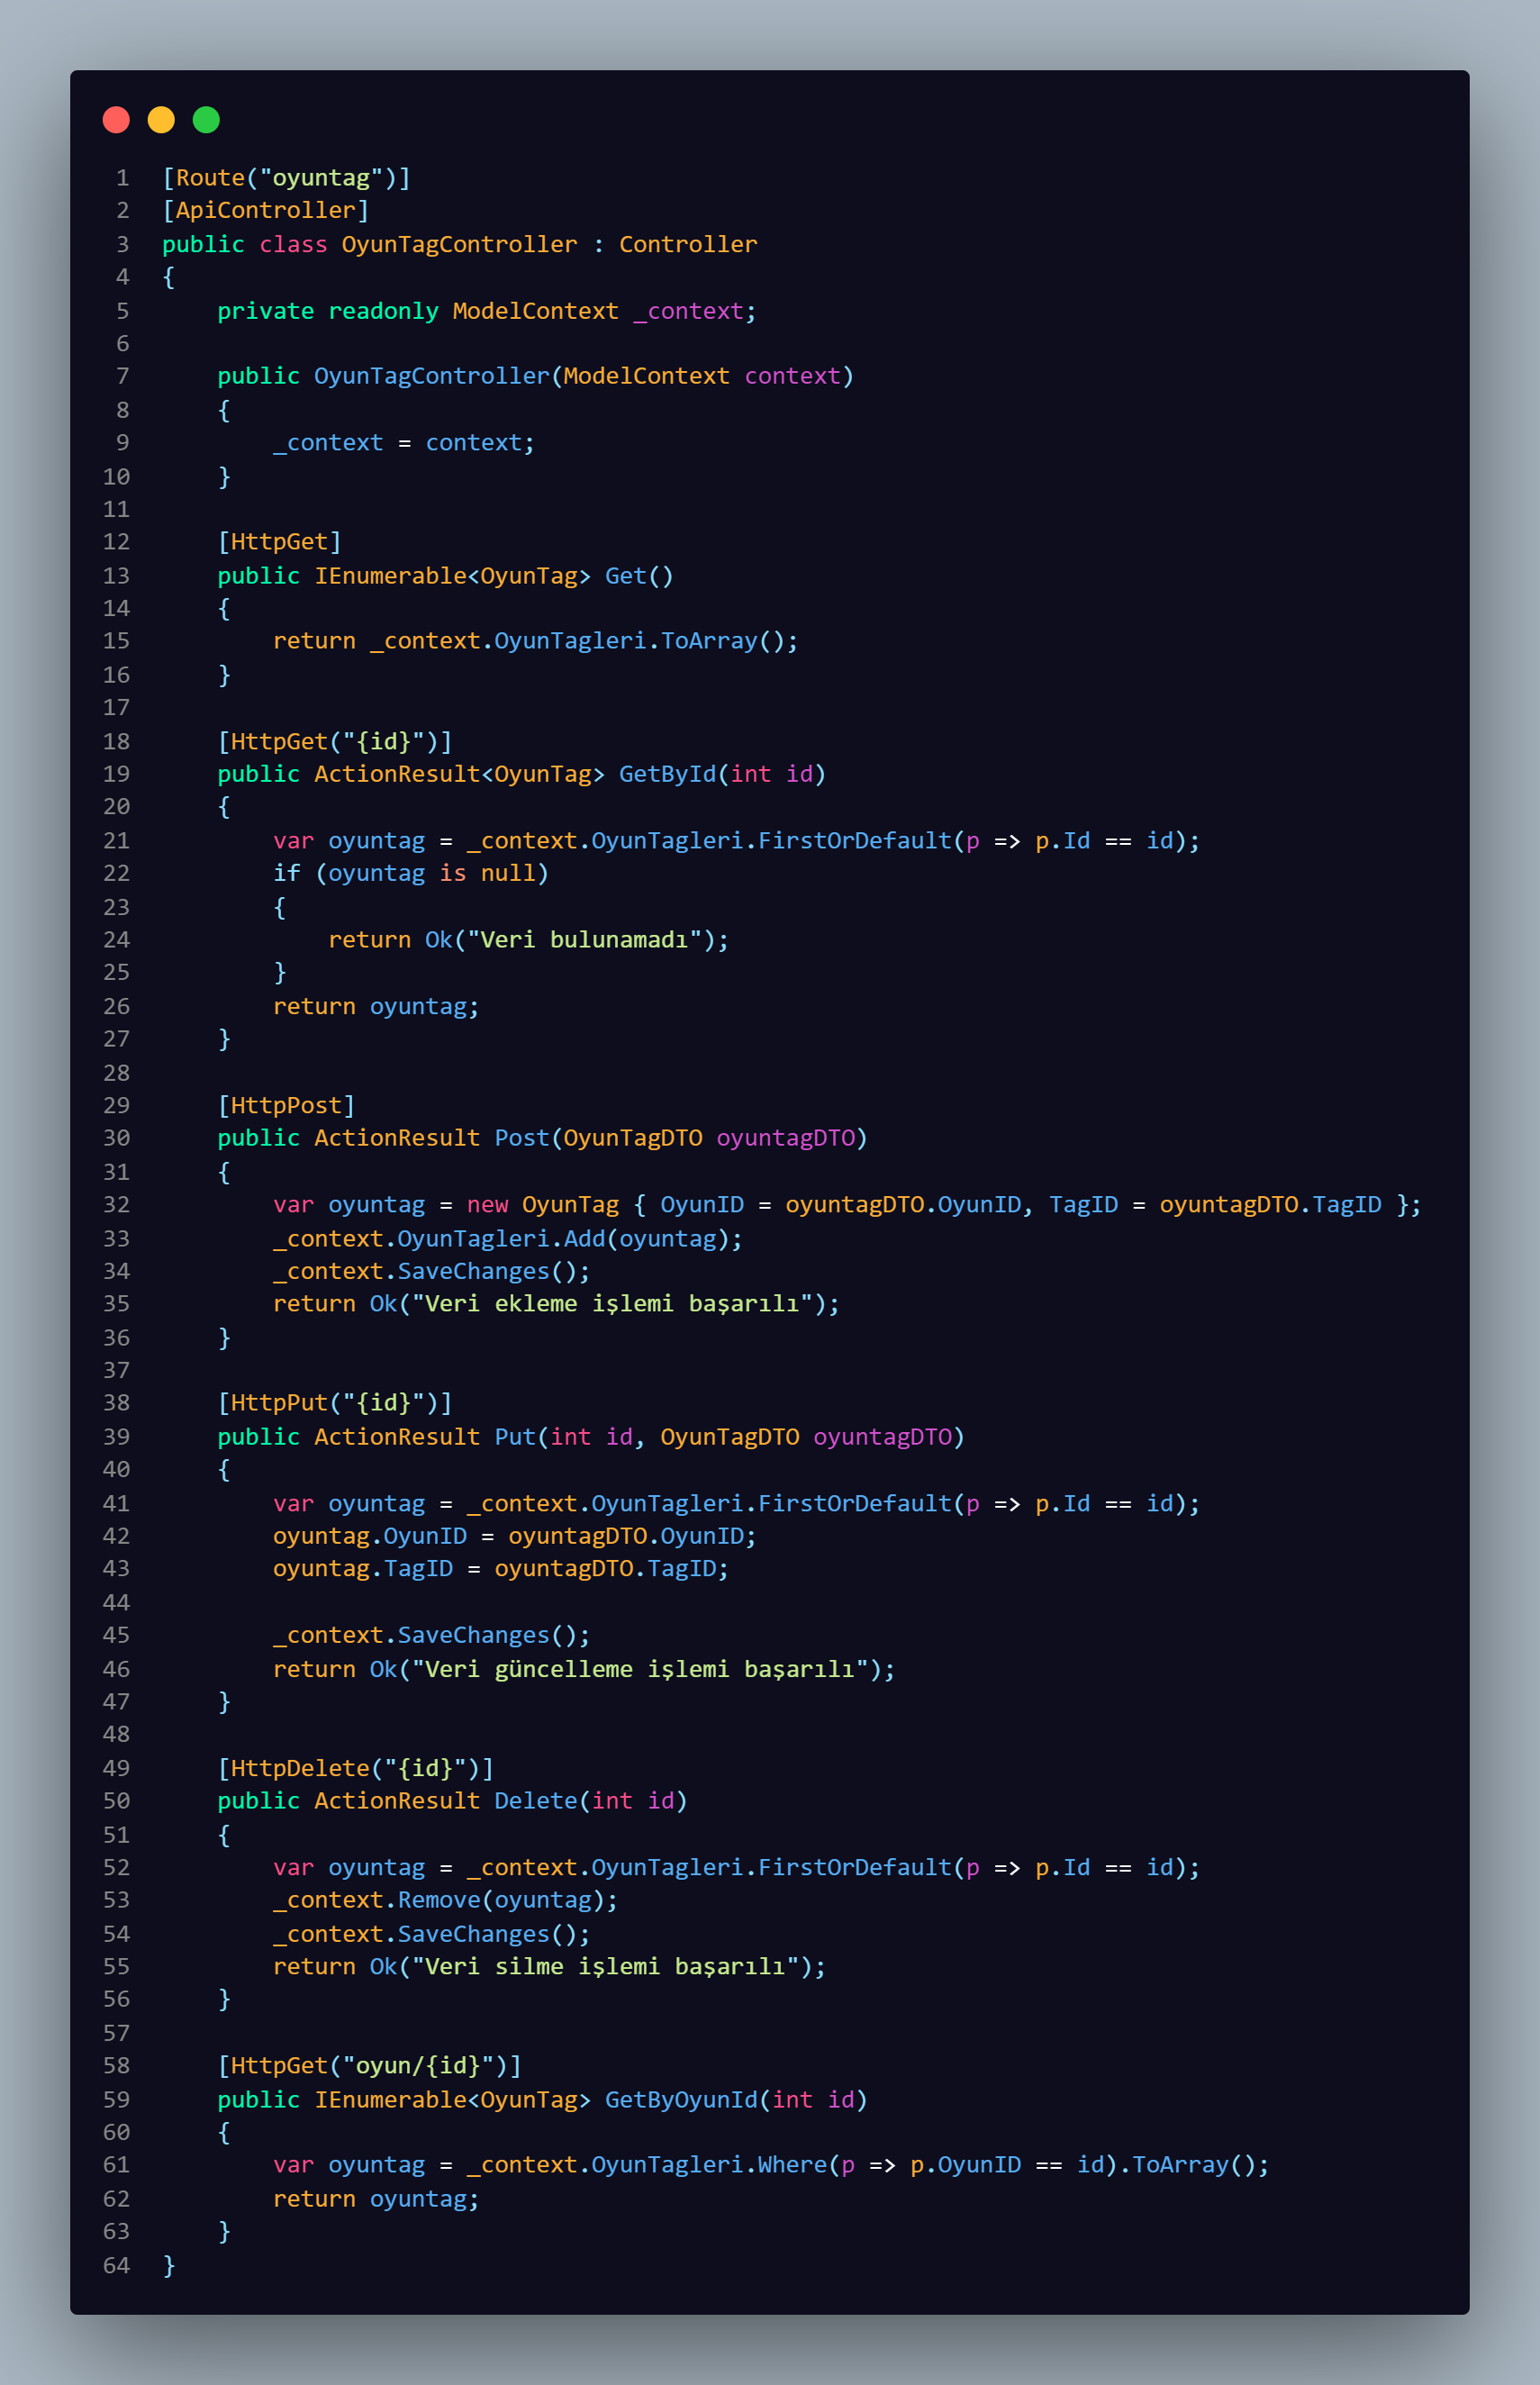 1 [Route("oyuntag")]
2 [ApiController]
3 public class OyunTagController : Controller
4 {
5     private readonly ModelContext _context;
6
7     public OyunTagController(ModelContext context)
8     {
9         _context = context;
10     }
11
12     [HttpGet]
13     public IEnumerable<OyunTag> Get()
14     {
15         return _context.OyunTagleri.ToArray();
16     }
17
18     [HttpGet("{id}")]
19     public ActionResult<OyunTag> GetById(int id)
20     {
21         var oyuntag = _context.OyunTagleri.FirstOrDefault(p => p.Id == id);
22         if (oyuntag is null)
23         {
24             return Ok("Veri bulunamadı");
25         }
26         return oyuntag;
27     }
28
29     [HttpPost]
30     public ActionResult Post(OyunTagDTO oyuntagDTO)
31     {
32         var oyuntag = new OyunTag { OyunID = oyuntagDTO.OyunID, TagID = oyuntagDTO.TagID };
33         _context.OyunTagleri.Add(oyuntag);
34         _context.SaveChanges();
35         return Ok("Veri ekleme işlemi başarılı");
36     }
37
38     [HttpPut("{id}")]
39     public ActionResult Put(int id, OyunTagDTO oyuntagDTO)
40     {
41         var oyuntag = _context.OyunTagleri.FirstOrDefault(p => p.Id == id);
42         oyuntag.OyunID = oyuntagDTO.OyunID;
43         oyuntag.TagID = oyuntagDTO.TagID;
44
45         _context.SaveChanges();
46         return Ok("Veri güncelleme işlemi başarılı");
47     }
48
49     [HttpDelete("{id}")]
50     public ActionResult Delete(int id)
51     {
52         var oyuntag = _context.OyunTagleri.FirstOrDefault(p => p.Id == id);
53         _context.Remove(oyuntag);
54         _context.SaveChanges();
55         return Ok("Veri silme işlemi başarılı");
56     }
57
58     [HttpGet("oyun/{id}")]
59     public IEnumerable<OyunTag> GetByOyunId(int id)
60     {
61         var oyuntag = _context.OyunTagleri.Where(p => p.OyunID == id).ToArray();
62         return oyuntag;
63     }
64 }